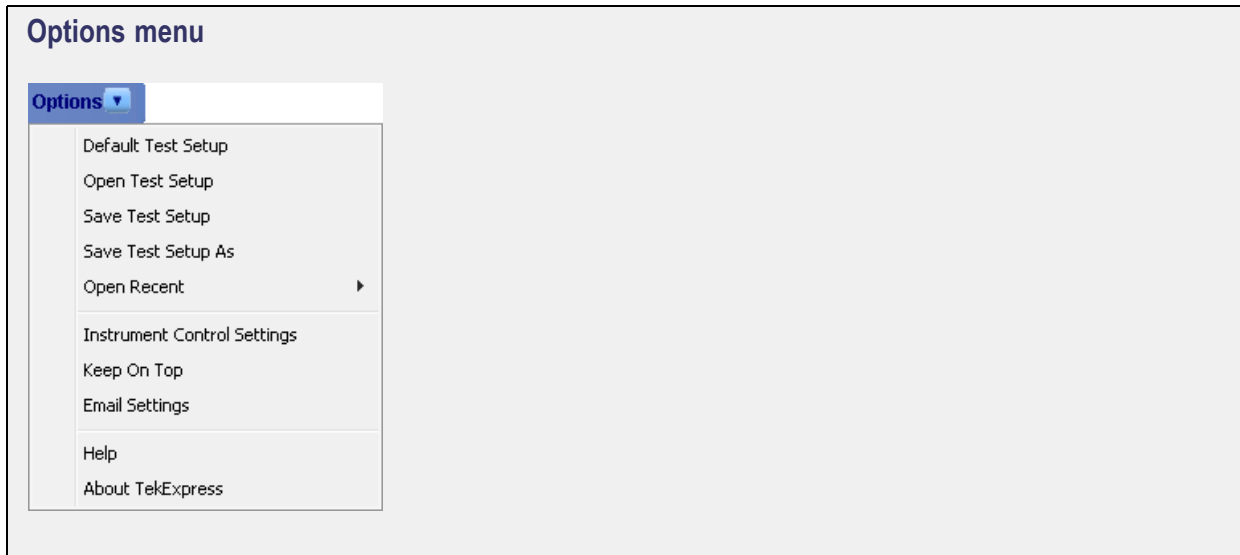 Options menu
Options
Default Test Setup
Open Test Setup
Save Test Setup
Save Test Setup As
Open Recent
Instrument Control Settings
Keep On Top
Email Settings
Help
About TekExpress